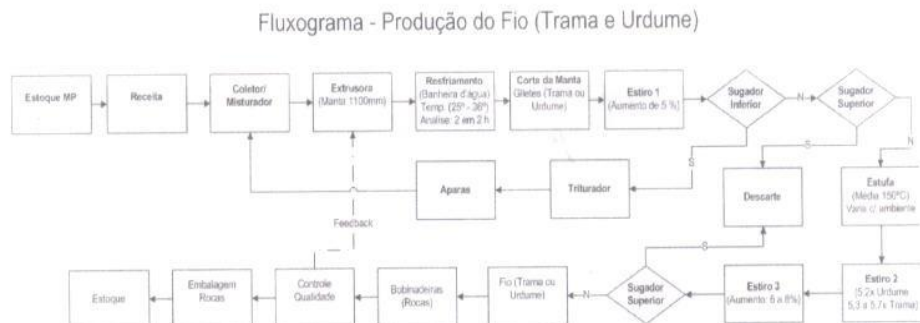 Fluxograma - Produção do Fio (Trama e Urdume)
Estoque MP
Receita
Coletor/
Misturador
Extrusora
(Manta 1100mm)
Resfriamento
(Banheira d'água)
Temp. (25º - 36º)
Análise: 2 em 2 h
Corte da Manta
Giletes (Trama ou
Urdume)
Estiro 1
(Aumento de 5 %)
Sugador
Inferior
N
Sugador
Superior
N
S
S
Aparas
Triturador
Descarte
Estufa
(Média 150ºC)
Varia c/ ambiente
Feedback
S
Estoque
Embalagem
Rocas
Controle
Qualidade
Bobinadeiras
(Rocas)
Fio (Trama ou
Urdume)
N
Sugador
Superior
Estiro 3
(Aumento: 6 a 8%)
Estiro 2
(5.2x Urdume
5,3 a 5.7x Trama)